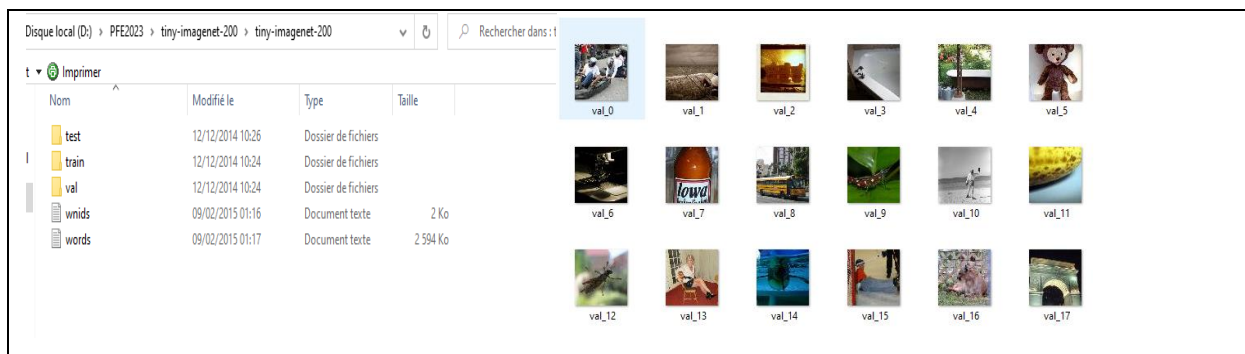 Disque local (D:) › PFE2023 › tiny-imagenet-200 › tiny-imagenet-200
Rechercher dans : t
t Imprimer
Nom Modifié le Type Taille
test 12/12/2014 10:26 Dossier de fichiers
train 12/12/2014 10:24 Dossier de fichiers
val 12/12/2014 10:24 Dossier de fichiers
wnids 09/02/2015 01:16 Document texte 2 Ko
words 09/02/2015 01:17 Document texte 2 594 Ko
val_0 val_1 val_2 val_3 val_4 val_5
Iowa
val_6 val_7 val_8 val_9 val_10 val_11
val_12 val_13 val_14 val_15 val_16 val_17